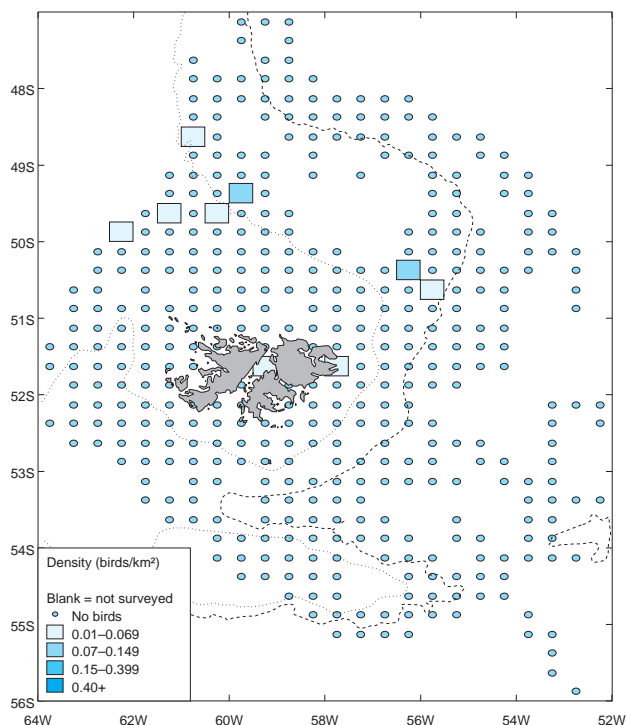 48S
49S
50S
51S
52S
53S
54S
55S
56S
Density (birds/km²)
Blank = not surveyed
No birds
0.01–0.069
0.07–0.149
0.15–0.399
0.40+
64W 62W 60W 58W 56W 54W 52W